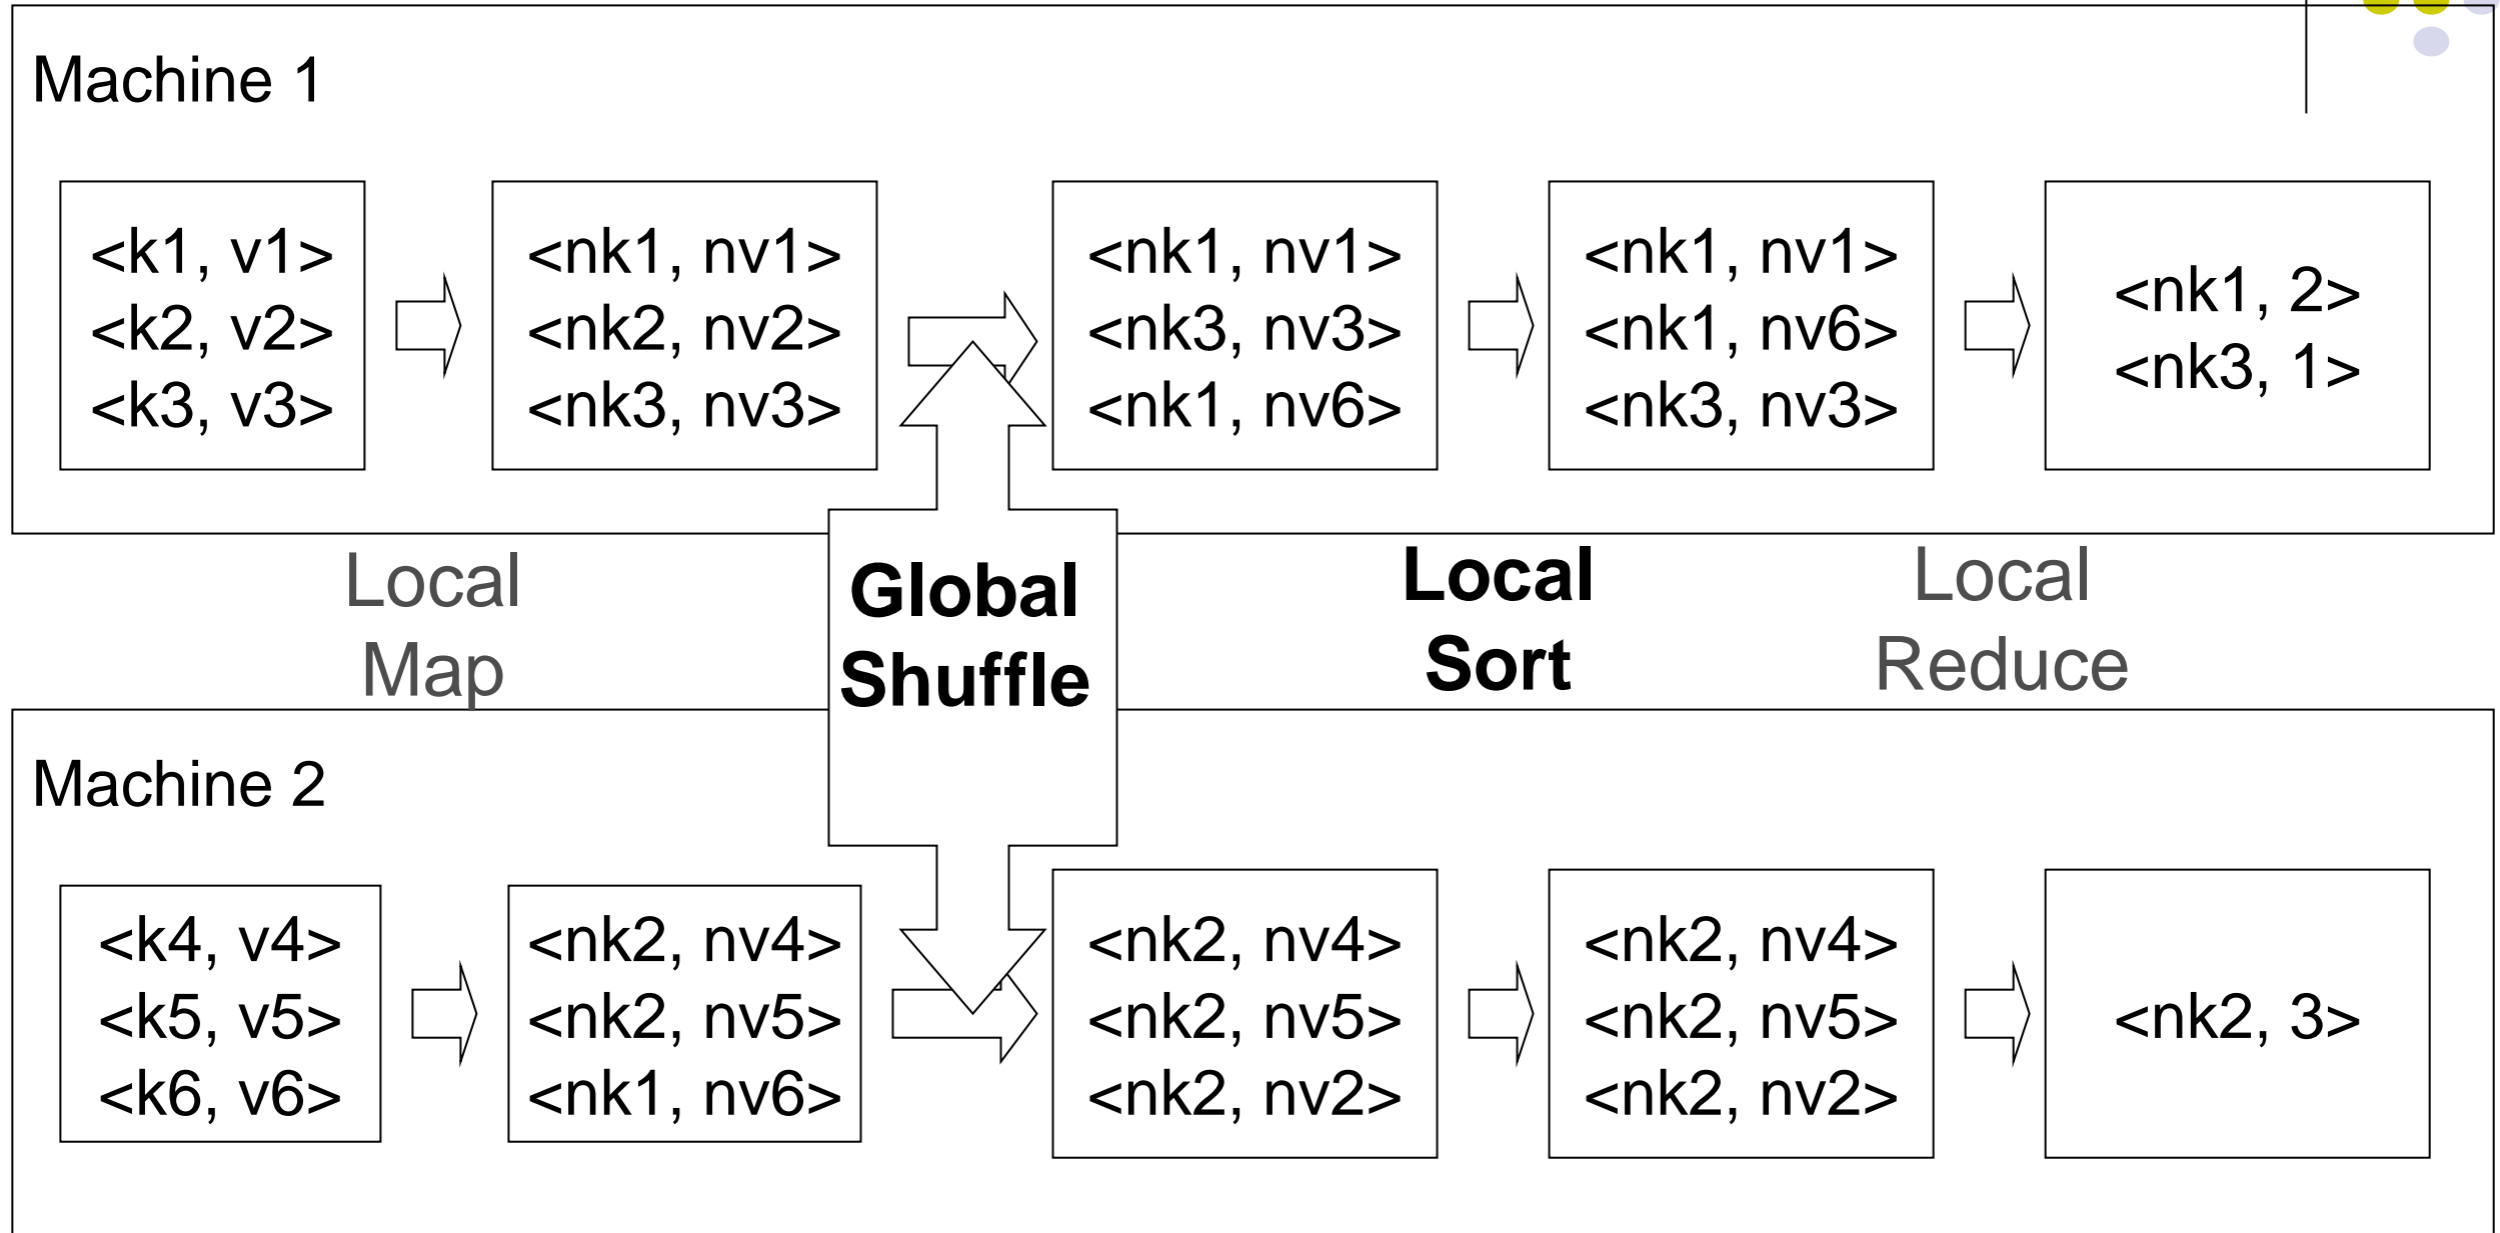 Machine 1
<k1, v1>
<k2, v2>
<k3, v3>
<nk1, nv1>
<nk2, nv2>
<nk3, nv3>
<nk1, nv1>
<nk3, nv3>
<nk1, nv6>
<nk1, nv1>
<nk1, nv6>
<nk3, nv3>
<nk1, 2>
<nk3, 1>
Local
Map
Global
Shuffle
Local
Sort
Local
Reduce
Machine 2
<k4, v4>
<k5, v5>
<k6, v6>
<nk2, nv4>
<nk2, nv5>
<nk1, nv6>
<nk2, nv4>
<nk2, nv5>
<nk2, nv2>
<nk2, nv4>
<nk2, nv5>
<nk2, nv2>
<nk2, 3>